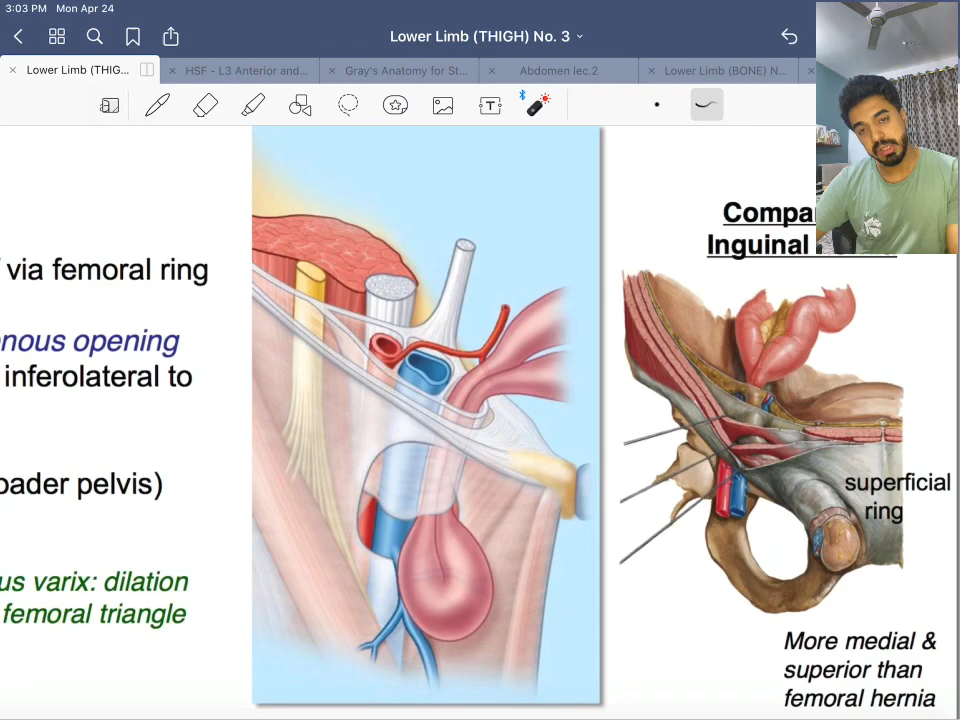 3:03 PM Mon Apr 24
Lower Limb (THIGH) No. 3
Lower Limb (THIG...
HSF - L3 Anterior and...
Gray's Anatomy for St...
Abdomen lec.2
Lower Limb (BONE) N...
T
via femoral ring
nous opening
inferolateral to
oader pelvis)
us varix: dilation
femoral triangle
Compa
Inguinal
superficial
ring
More medial &
superior than
femoral hernia